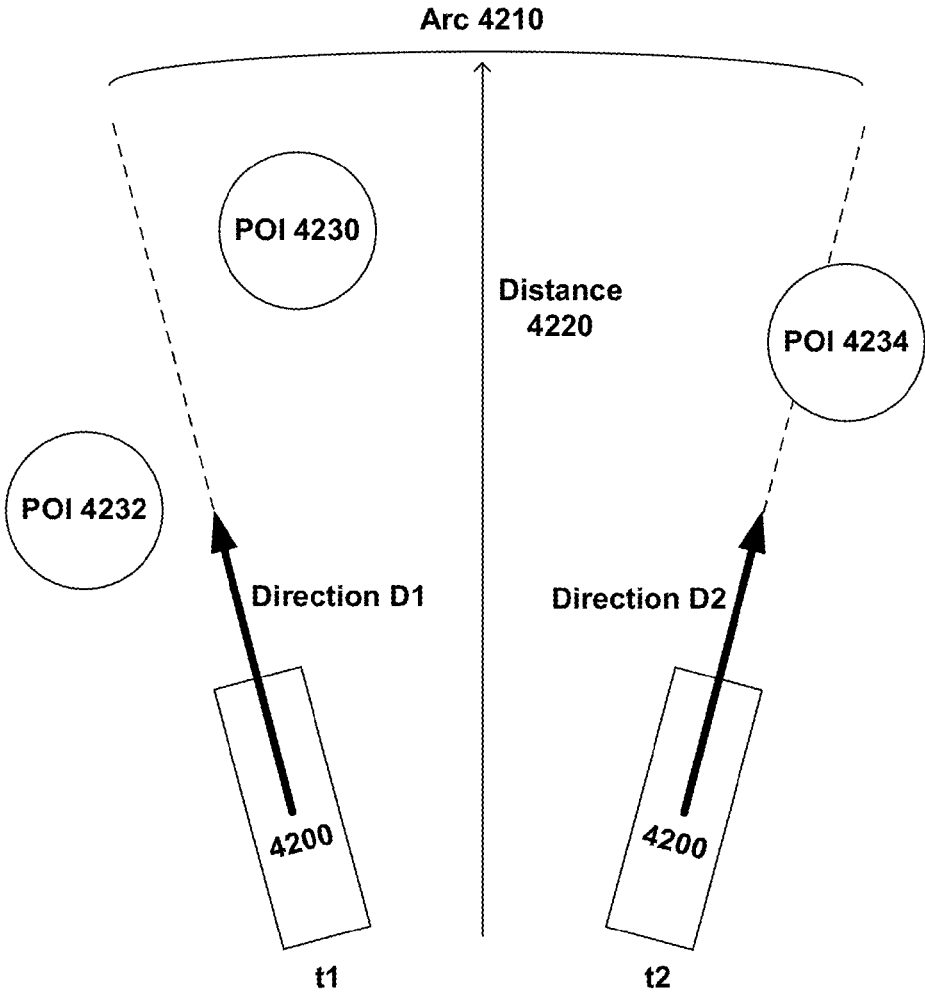 Arc 4210
POI 4230
Distance
4220
POI 4234
POI 4232
Direction D1
Direction D2
4200
4200
t1
t2